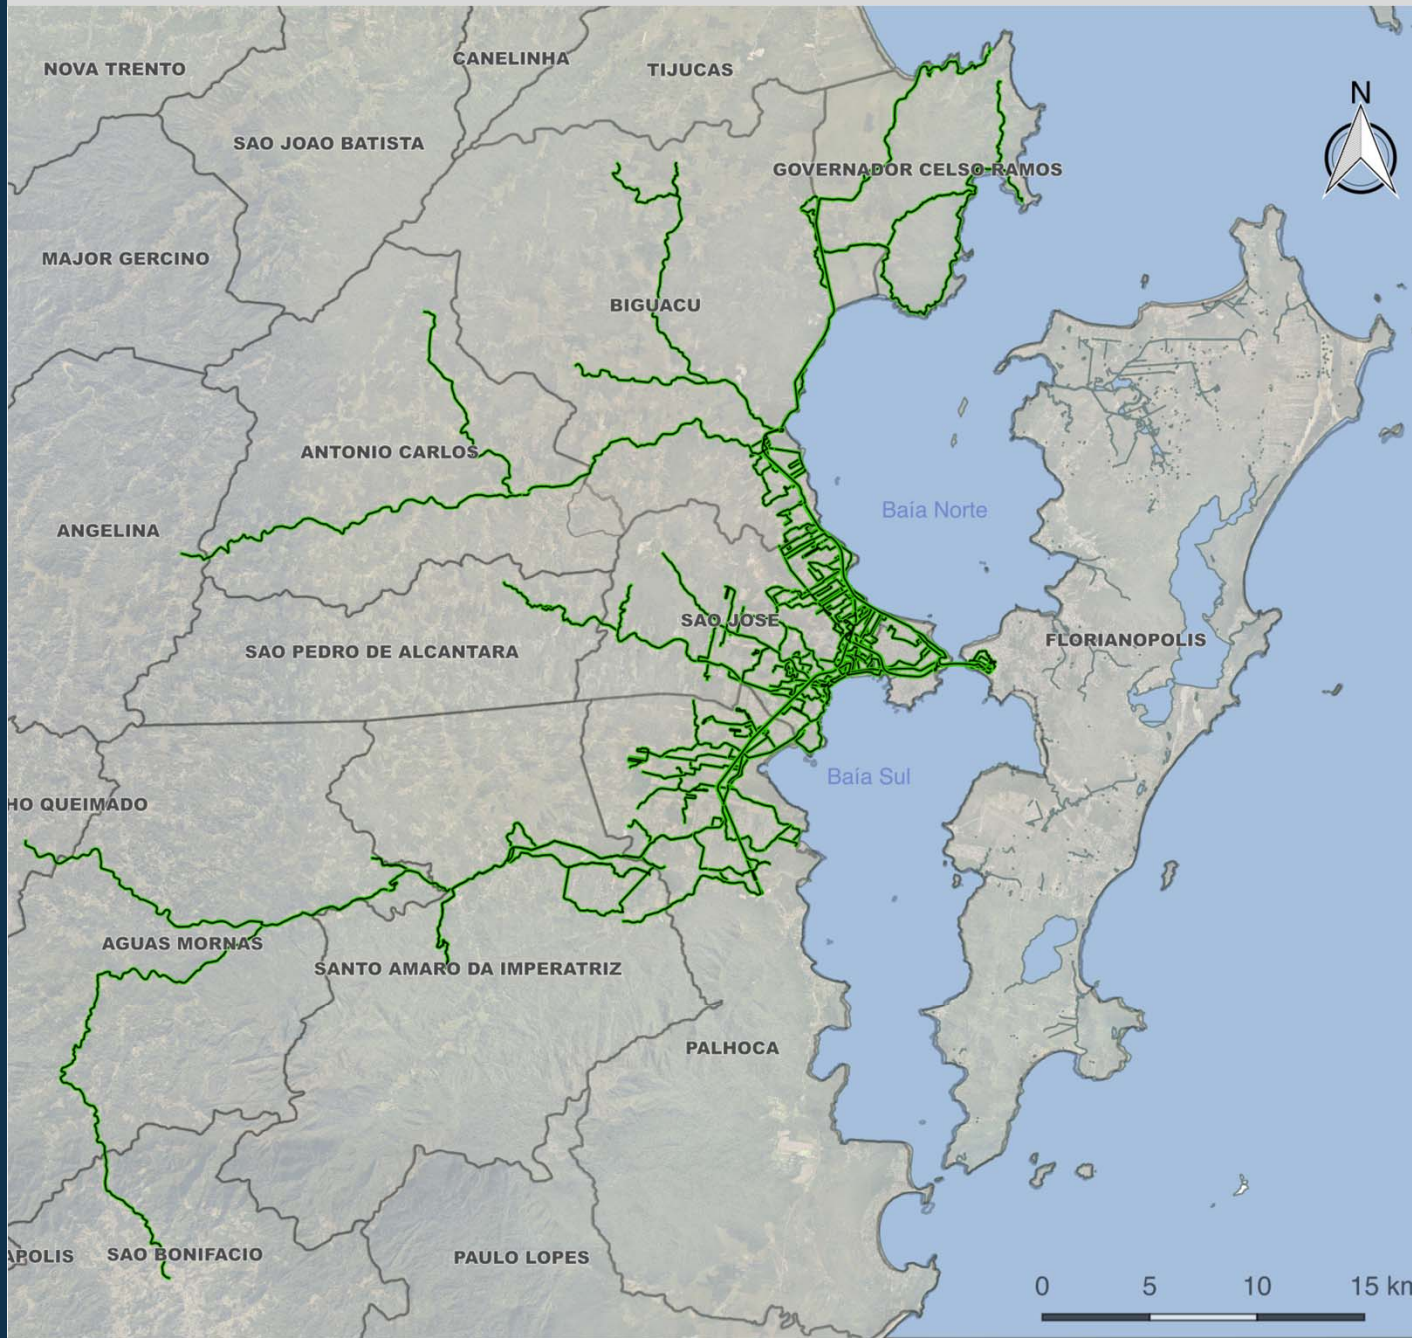 N
CANELINHA
NOVA TRENTO
TIJUCAS
SAO JOAO BATISTA
GOVERNADOR CELSO RAMOS
MAJOR GERCINO
BIGUACU
ANTONIO CARLOS
Baía Norte
ANGELINA
SAO JOSE
FLORIANOPOLIS
SAO PEDRO DE ALCANTARA
Baía Sul
HO QUEIMADO
AGUAS MORNAS
SANTO AMARO DA IMPERATRIZ
PALHOCA
APOLIS
SAO BONIFACIO
PAULO LOPES
0 5 10 15 km